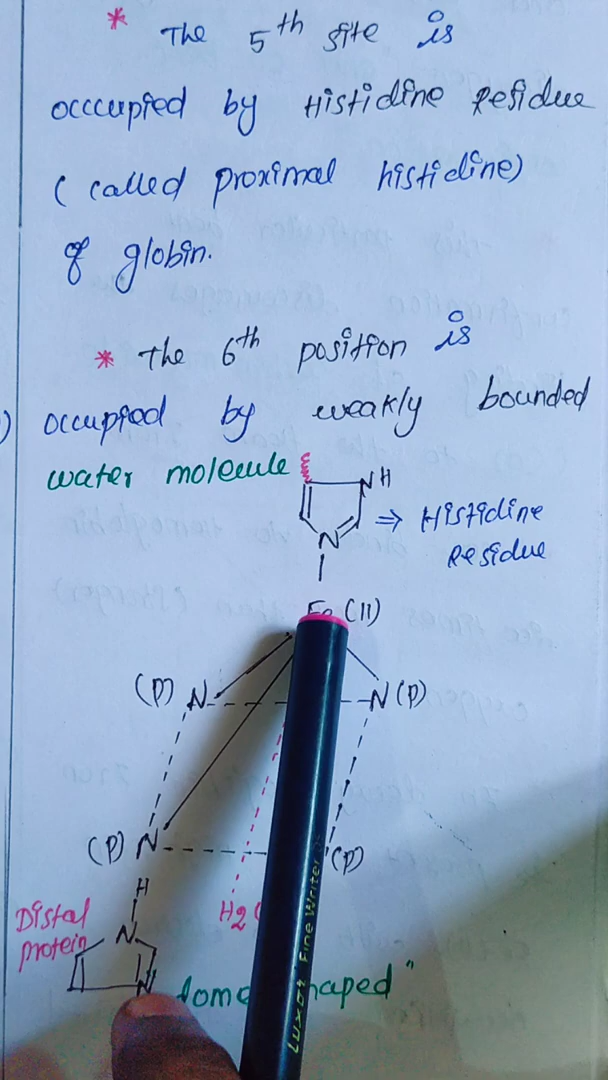 * The 5th site is
occcupied by Histidine Residue
( called proximal histidine)
of globin.
* The 6th position is
occupied by weakly bounded
water molecule
NH
N
⇒ Histidine
Residue
(II)
(P) N N (P)
(P) N (P)
H
Distal N H2
protein
N
haped"
LUXOR Fine Writer